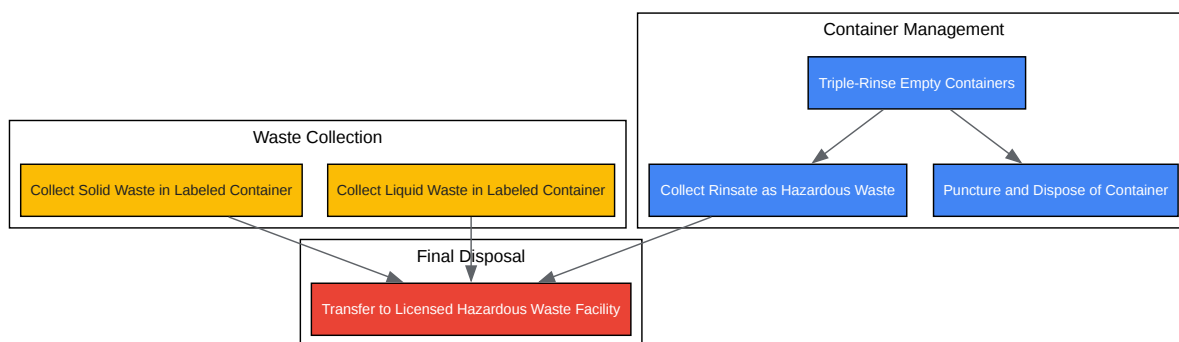 Container Management
Triple-Rinse Empty Containers
Waste Collection
Collect Solid Waste in Labeled Container
Collect Liquid Waste in Labeled Container
Collect Rinsate as Hazardous Waste
Puncture and Dispose of Container
Final Disposal
Transfer to Licensed Hazardous Waste Facility